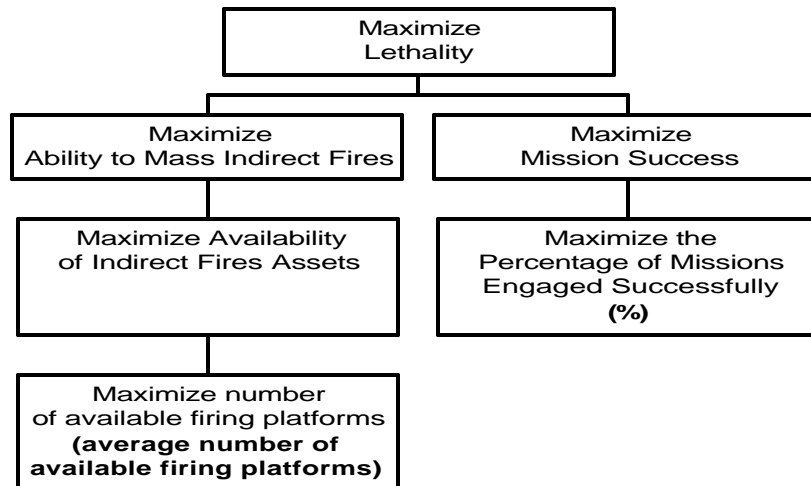 Maximize
Lethality
Maximize
Ability to Mass Indirect Fires
Maximize
Mission Success
Maximize Availability
of Indirect Fires Assets
Maximize the
Percentage of Missions
Engaged Successfully
(%)
Maximize number
of available firing platforms
(average number of
available firing platforms)